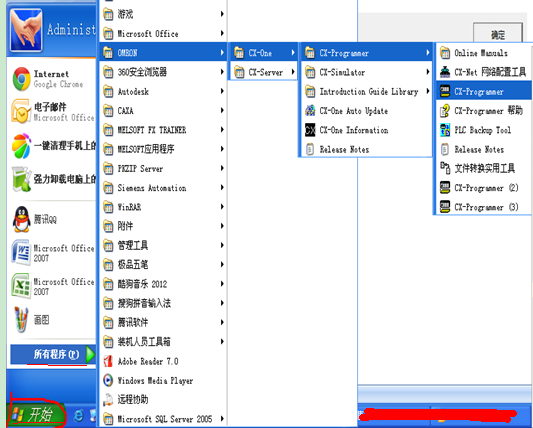 Administ
Internet
Google Chrome
电子邮件
Microsoft Office
一键清理手机上的
强力卸载电脑上的
腾讯QQ
Microsoft Office
2007
Microsoft Office
2007
画图
所有程序(P)
开始
游戏
Microsoft Office
OMRON
360安全浏览器
Autodesk
CAXA
MELSOFT FX TRAINER
MELSOFT应用程序
PKZIP Server
Siemens Automation
WinRAR
附件
管理工具
极品五笔
酷狗音乐 2012
搜狗拼音输入法
腾讯软件
装机人员工具箱
Adobe Reader 7.0
Windows Media Player
远程协助
Microsoft SQL Server 2005
CX-One
CX-Server
CX-Programmer
CX-Simulator
Introduction Guide Library
CX-One Auto Update
CX-One Information
Release Notes
确定
Online Manuals
CX-Net 网络配置工具
CX-Programmer
CX-Programmer 帮助
PLC Backup Tool
Release Notes
文件转换实用工具
CX-Programmer (2)
CX-Programmer (3)